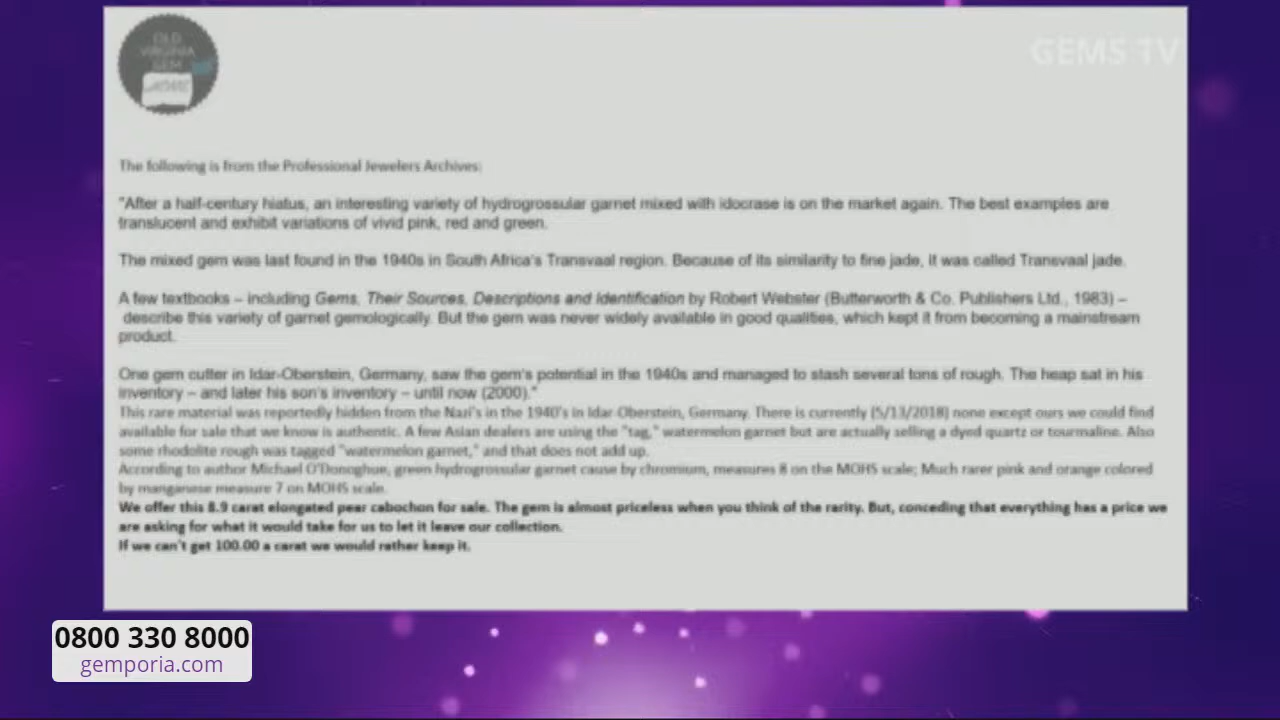 OLD
VIRGINIA
GEM
GEMS TV
The following is from the Professional Jewelers Archives:
"After a half-century hiatus, an interesting variety of hydrogrossular garnet mixed with idocrase is on the market again. The best examples are
translucent and exhibit variations of vivid pink, red and green.
The mixed gem was last found in the 1940s in South Africa's Transvaal region. Because of its similarity to fine jade, it was called Transvaal jade.
A few textbooks – including Gems, Their Sources, Descriptions and Identification by Robert Webster (Butterworth & Co. Publishers Ltd., 1983) –
describe this variety of garnet gemologically. But the gem was never widely available in good qualities, which kept it from becoming a mainstream
product.
One gem cutter in Idar-Oberstein, Germany, saw the gem's potential in the 1940s and managed to stash several tons of rough. The heap sat in his
inventory – and later his son's inventory – until now (2000)."
This rare material was reportedly hidden from the Nazi's in the 1940's in Idar-Oberstein, Germany. There is currently (5/13/2018) none except ours we could find
available for sale that we know is authentic. A few Asian dealers are using the "tag," watermelon garnet but are actually selling a dyed quartz or tourmaline. Also
some rhodolite rough was tagged "watermelon garnet," and that does not add up.
According to author Michael O'Donoghue, green hydrogrossular garnet cause by chromium, measures 8 on the MOHS scale; Much rarer pink and orange colored
by manganese measure 7 on MOHS scale.
We offer this 8.9 carat elongated pear cabochon for sale. The gem is almost priceless when you think of the rarity. But, conceding that everything has a price we
are asking for what it would take for us to let it leave our collection.
If we can't get 100.00 a carat we would rather keep it.
0800 330 8000
gemporia.com